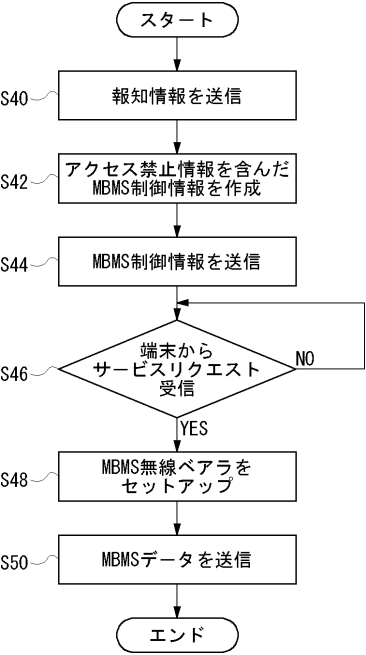 スタート
S40
報知情報を送信
S42
アクセス禁止情報を含んだ
MBMS制御情報を作成
S44
MBMS制御情報を送信
S46
端末から
サービスリクエスト
受信
NO
YES
S48
MBMS無線ベアラを
セットアップ
S50
MBMSデータを送信
エンド